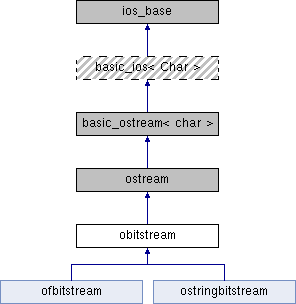 ios_base
basic_ios< Char >
basic_ostream< char >
ostream
obitstream
ofbitstream
ostringbitstream